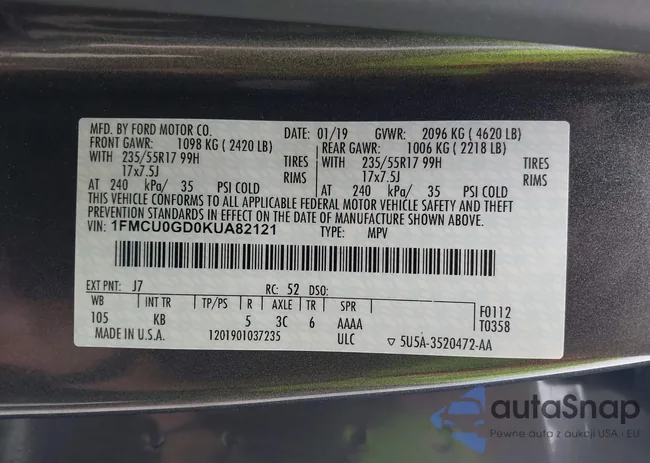 MFD. BY FORD MOTOR CO. DATE: 01/19 GVWR: 2096 KG ( 4620 LB)
FRONT GAWR: 1098 KG ( 2420 LB) REAR GAWR: 1006 KG ( 2218 LB)
WITH 235/55R17 99H TIRES WITH 235/55R17 99H TIRES
17x7.5J RIMS 17x7.5J RIMS
AT 240 kPa/ 35 PSI COLD AT 240 kPa/ 35 PSI COLD
THIS VEHICLE CONFORMS TO ALL APPLICABLE FEDERAL MOTOR VEHICLE SAFETY AND THEFT
PREVENTION STANDARDS IN EFFECT ON THE DATE OF MANUFACTURE SHOWN ABOVE.
VIN: 1FMCU0GD0KUA82121 TYPE: MPV
EXT PNT: J7 RC: 52 DSO:
WB INT TR TP/PS R AXLE TR SPR F0112
105 KB 5 3C 6 AAAA T0358
MADE IN U.S.A. 1201901037235 ULC ▽ 5U5A-3520472-AA
autaSnap
Pewne auta z aukcji USA i EU